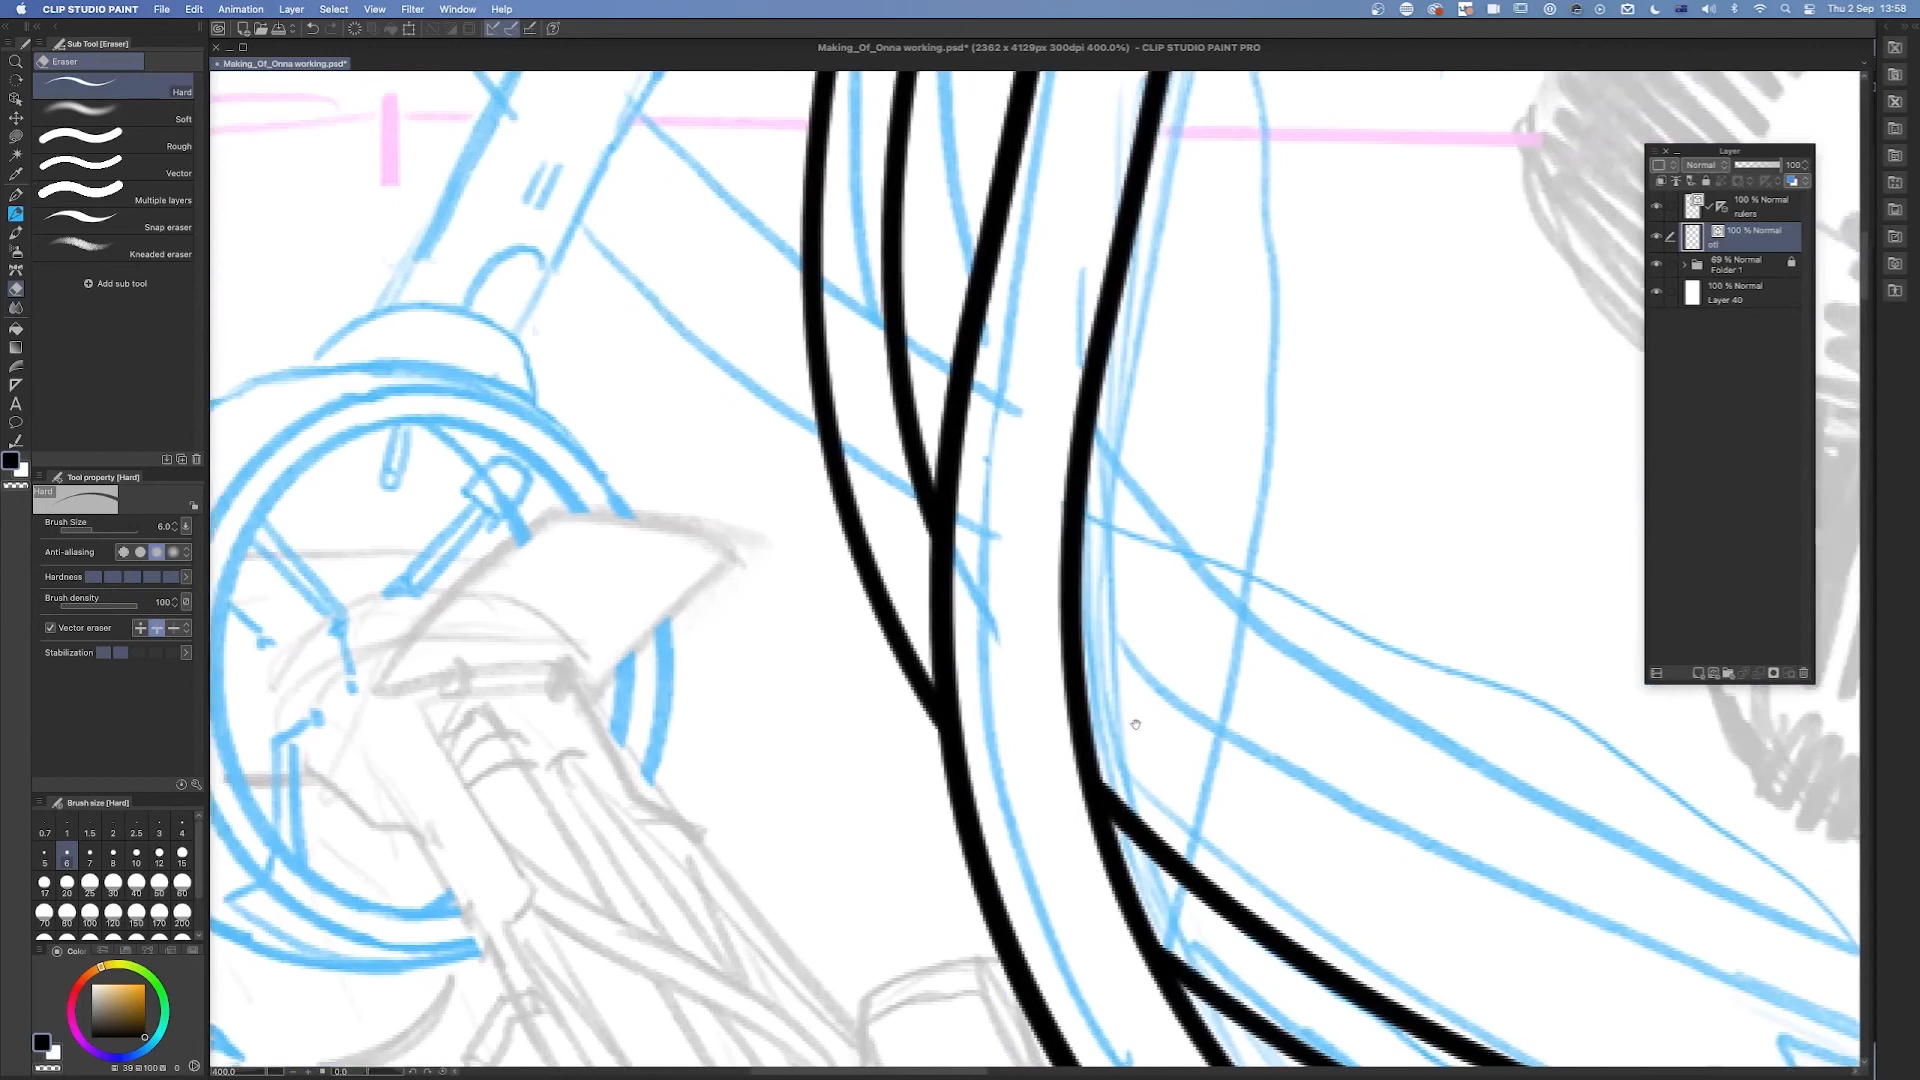 CLIP STUDIO PAINT File Edit Animation Layer Select View Filter Window Help Thu 2 Sep 13:58
Sub Tool [Eraser]
Making_Of_Onna working.psd* (2362 x 4129px 300dpi 400.0%) - CLIP STUDIO PAINT PRO
Eraser
Making_Of_Onna working.psd*
Hard
Soft
Rough
Vector
Multiple layers
Snap eraser
Kneaded eraser
Add sub tool
Layer
Normal 100
100 % Normal
rulers
100 % Normal
69 % Normal
Folder 1
100 % Normal
Layer 40
Tool property [Hard]
Hard
Brush Size 6.0
Anti-aliasing
Hardness
Brush density 100
Vector eraser
Stabilization
Brush size [Hard]
0.7 1 1.5 2 2.5 3 4
5 6 7 8 10 12 15
17 20 25 30 40 50 60
70 80 100 120 150 170 200
Color
39 100 0
400.0 0.0